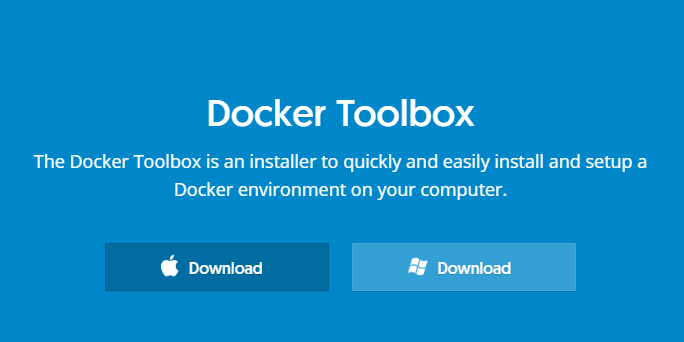 Docker Toolbox
The Docker Toolbox is an installer to quickly and easily install and setup a
Docker environment on your computer.
Download
Download